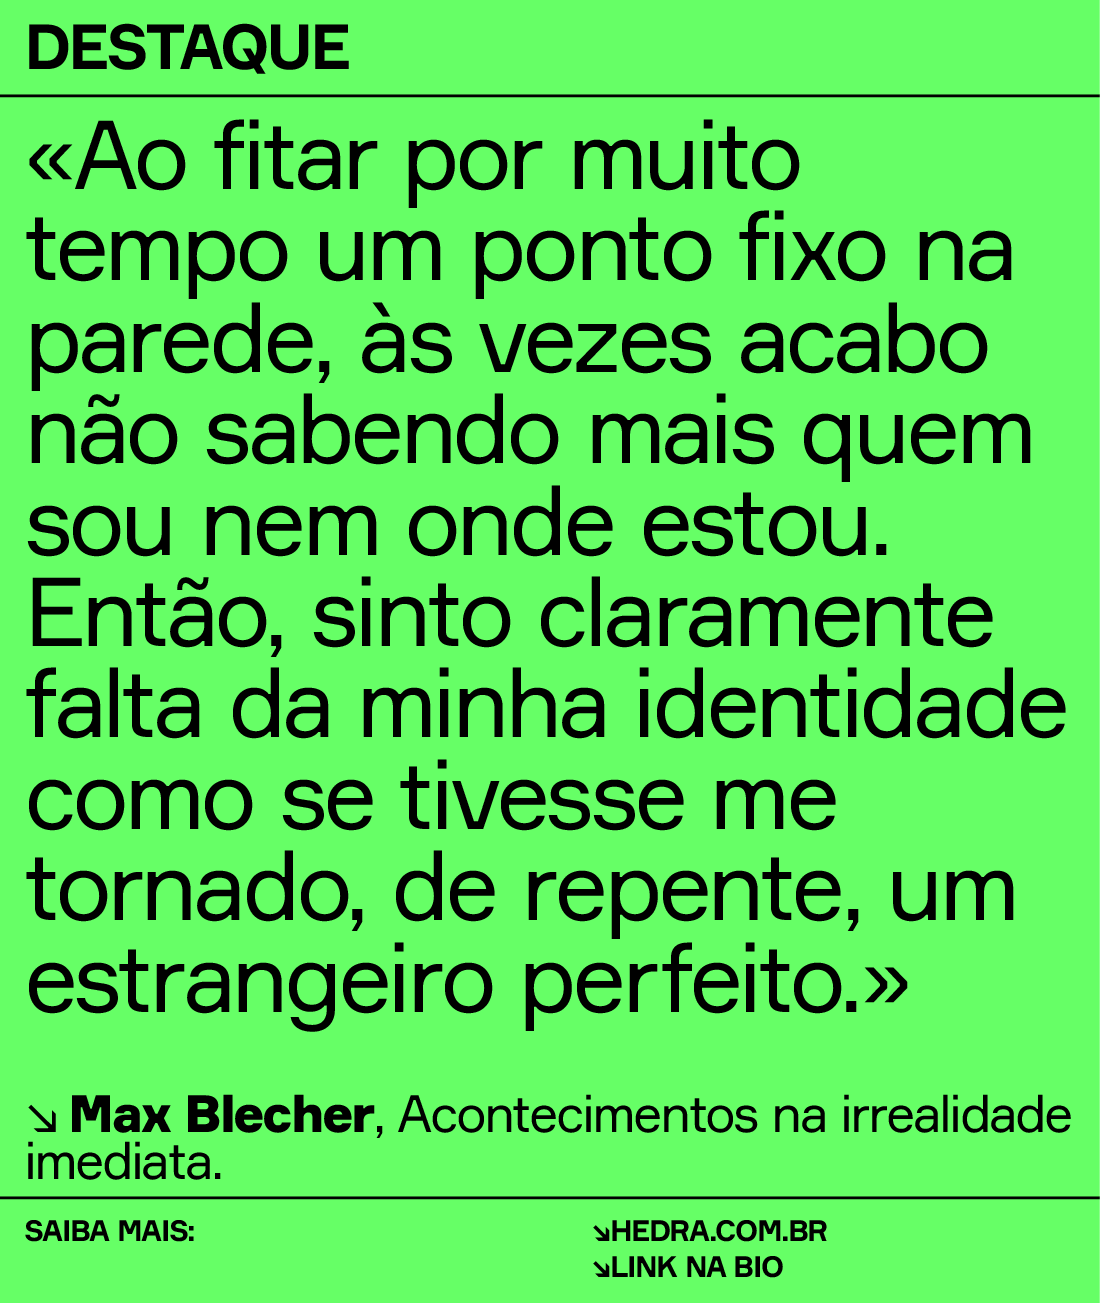 DESTAQUE
«Ao fitar por muito
tempo um ponto fixo na
parede, às vezes acabo
não sabendo mais quem
sou nem onde estou.
Então, sinto claramente
falta da minha identidade
como se tivesse me
tornado, de repente, um
estrangeiro perfeito.»
↘ Max Blecher, Acontecimentos na irrealidade
imediata.
SAIBA MAIS:
↘HEDRA.COM.BR
↘LINK NA BIO